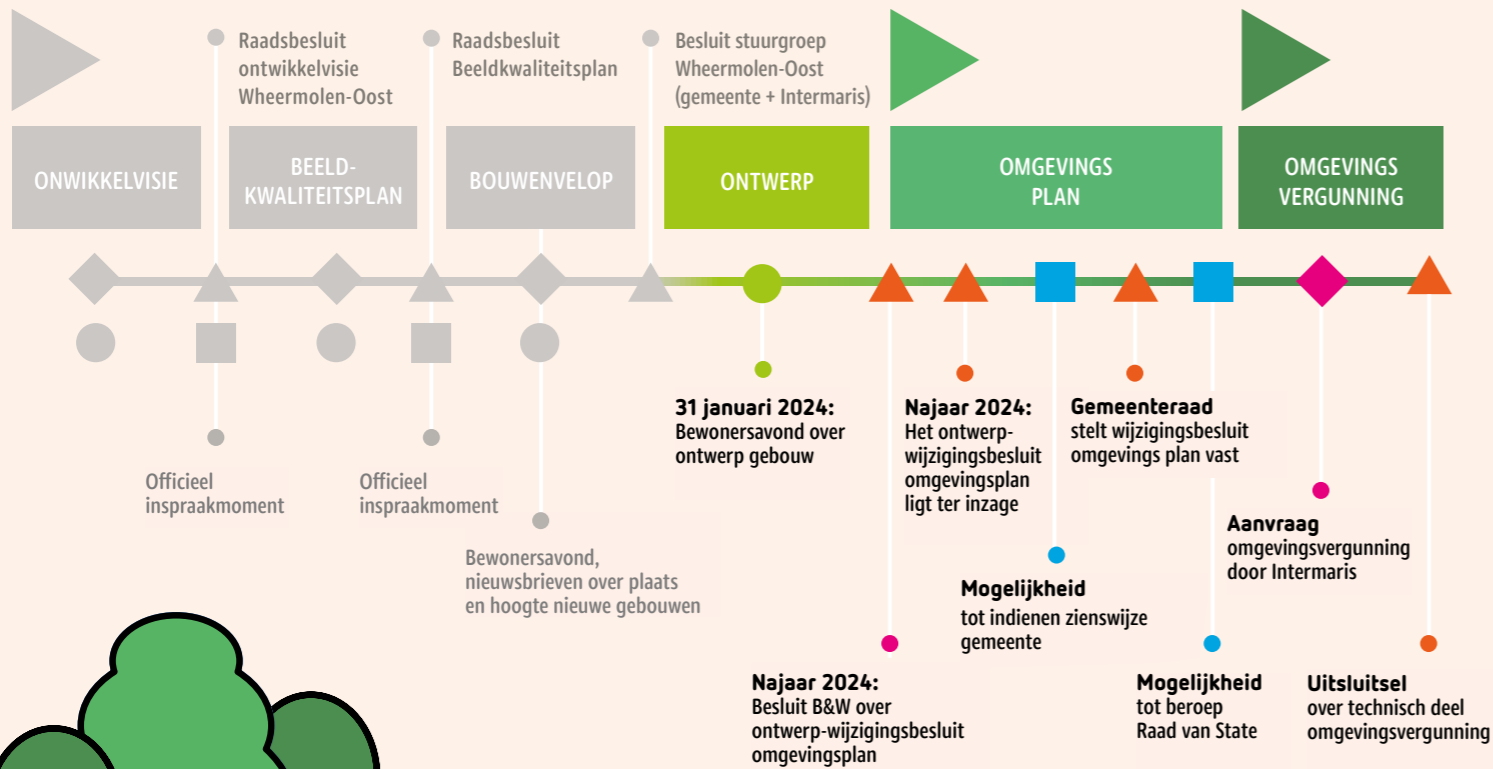 Raadsbesluit
ontwikkelvisie
Wheermolen-Oost
Raadsbesluit
Beeldkwaliteitsplan
Besluit stuurgroep
Wheermolen-Oost
(gemeente + Intermaris)
ONWIKKELVISIE
BEELD-
KWALITEITSPLAN
BOUWENVELOP
ONTWERP
OMGEVINGS
PLAN
OMGEVINGS
VERGUNNING
Officieel
inspraakmoment
Officieel
inspraakmoment
Bewonersavond,
nieuwsbrieven over plaats
en hoogte nieuwe gebouwen
31 januari 2024:
Bewonersavond over
ontwerp gebouw
Najaar 2024:
Besluit B&W over
ontwerp-wijzigingsbesluit
omgevingsplan
Najaar 2024:
Het ontwerp-
wijzigingsbesluit
omgevingsplan
ligt ter inzage
Mogelijkheid
tot indienen zienswijze
gemeente
Gemeenteraad
stelt wijzigingsbesluit
omgevings plan vast
Mogelijkheid
tot beroep
Raad van State
Aanvraag
omgevingsvergunning
door Intermaris
Uitsluitsel
over technisch deel
omgevingsvergunning